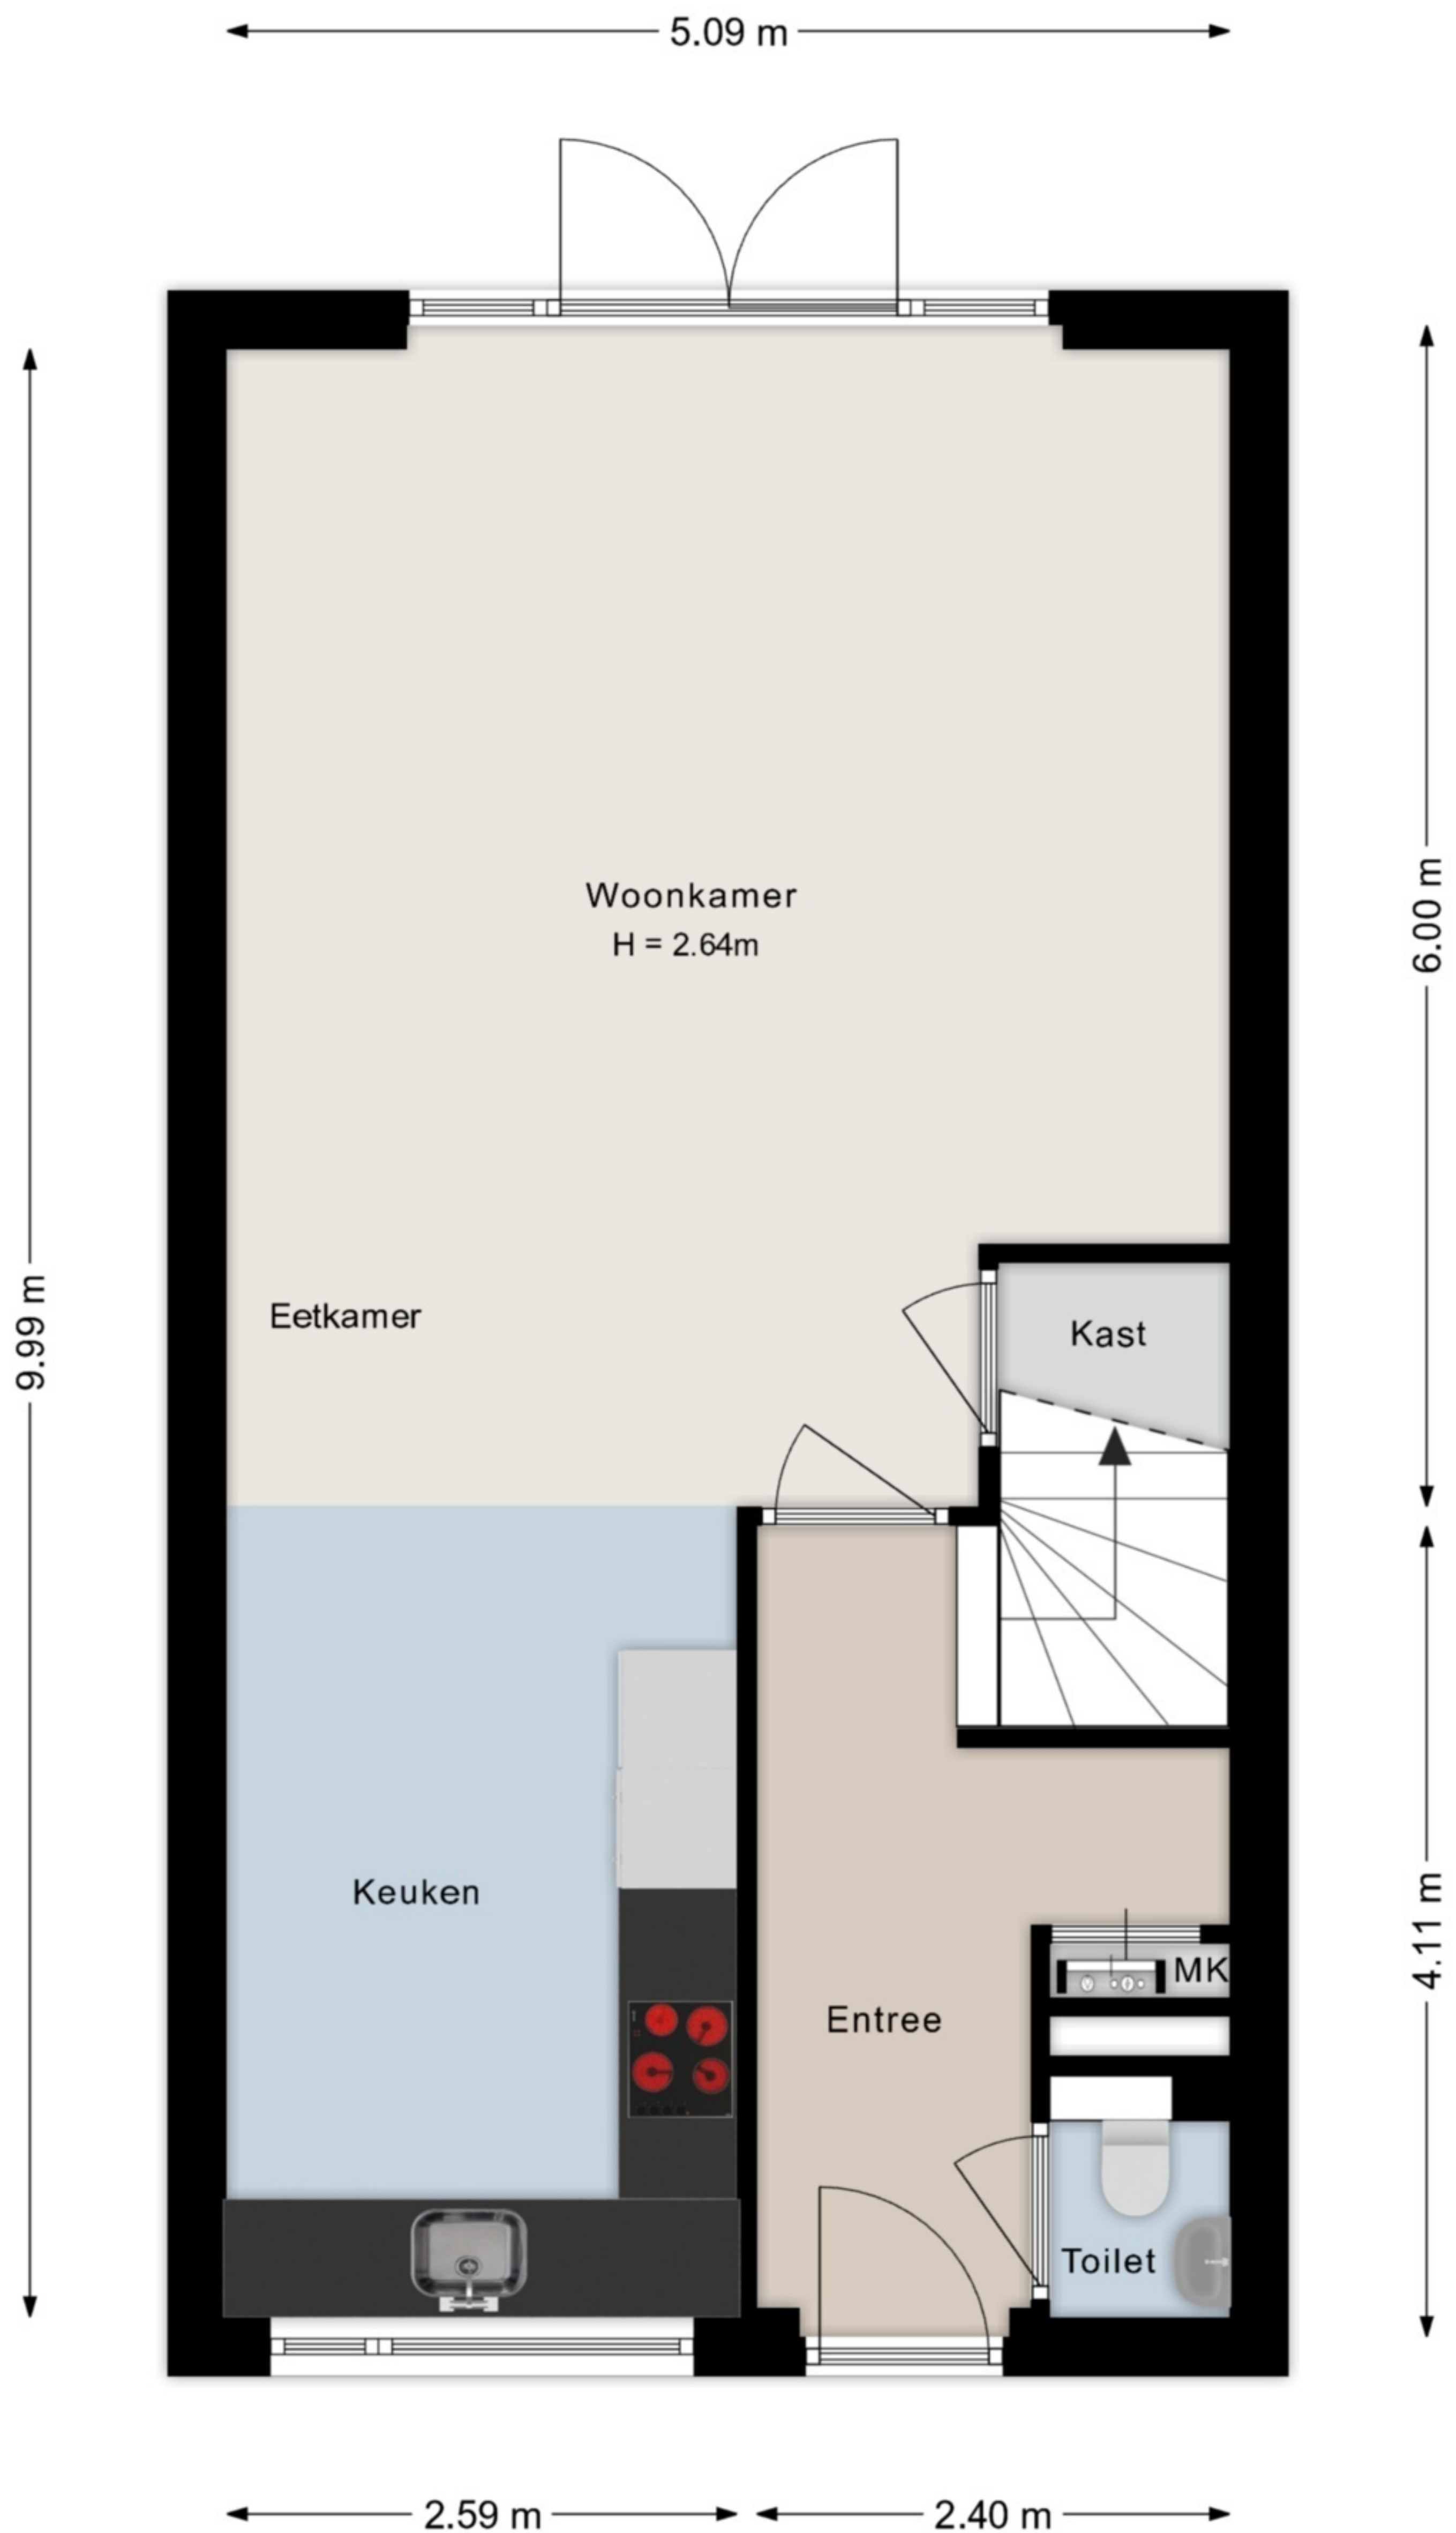 5.09 m
Woonkamer
H = 2.64m
6.00 m
Eetkamer
Kast
9.99 m
Keuken
4.11 m
MK
Entree
Toilet
2.59 m
2.40 m